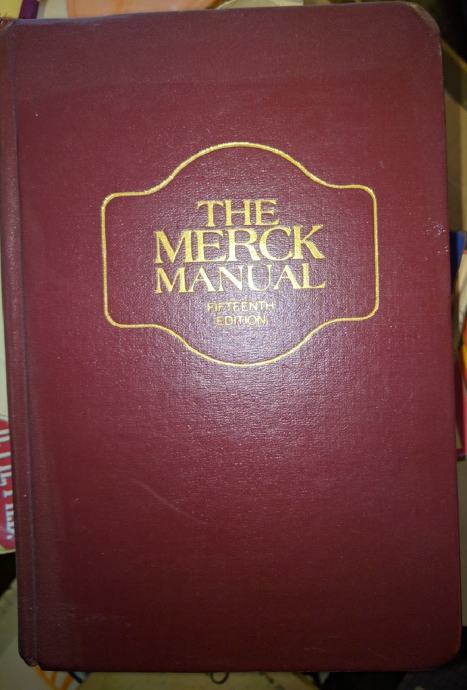 THE
MERCK
MANUAL
FIFTEENTH
EDITION